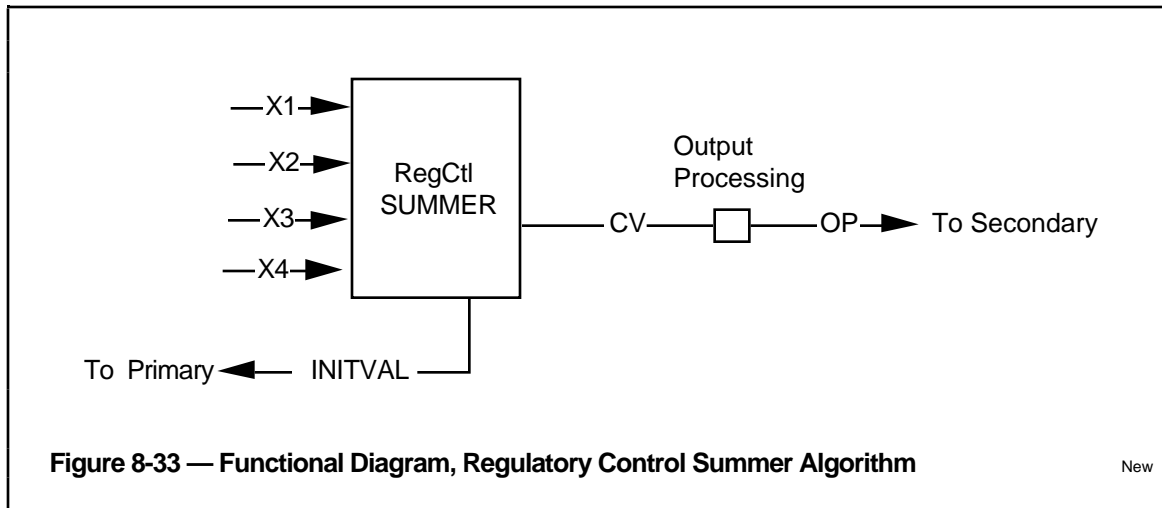 X1
X2
X3
X4
RegCtl
SUMMER
Output
Processing
CV
OP
To Secondary
To Primary
INITVAL
Figure 8-33 — Functional Diagram, Regulatory Control Summer Algorithm
New